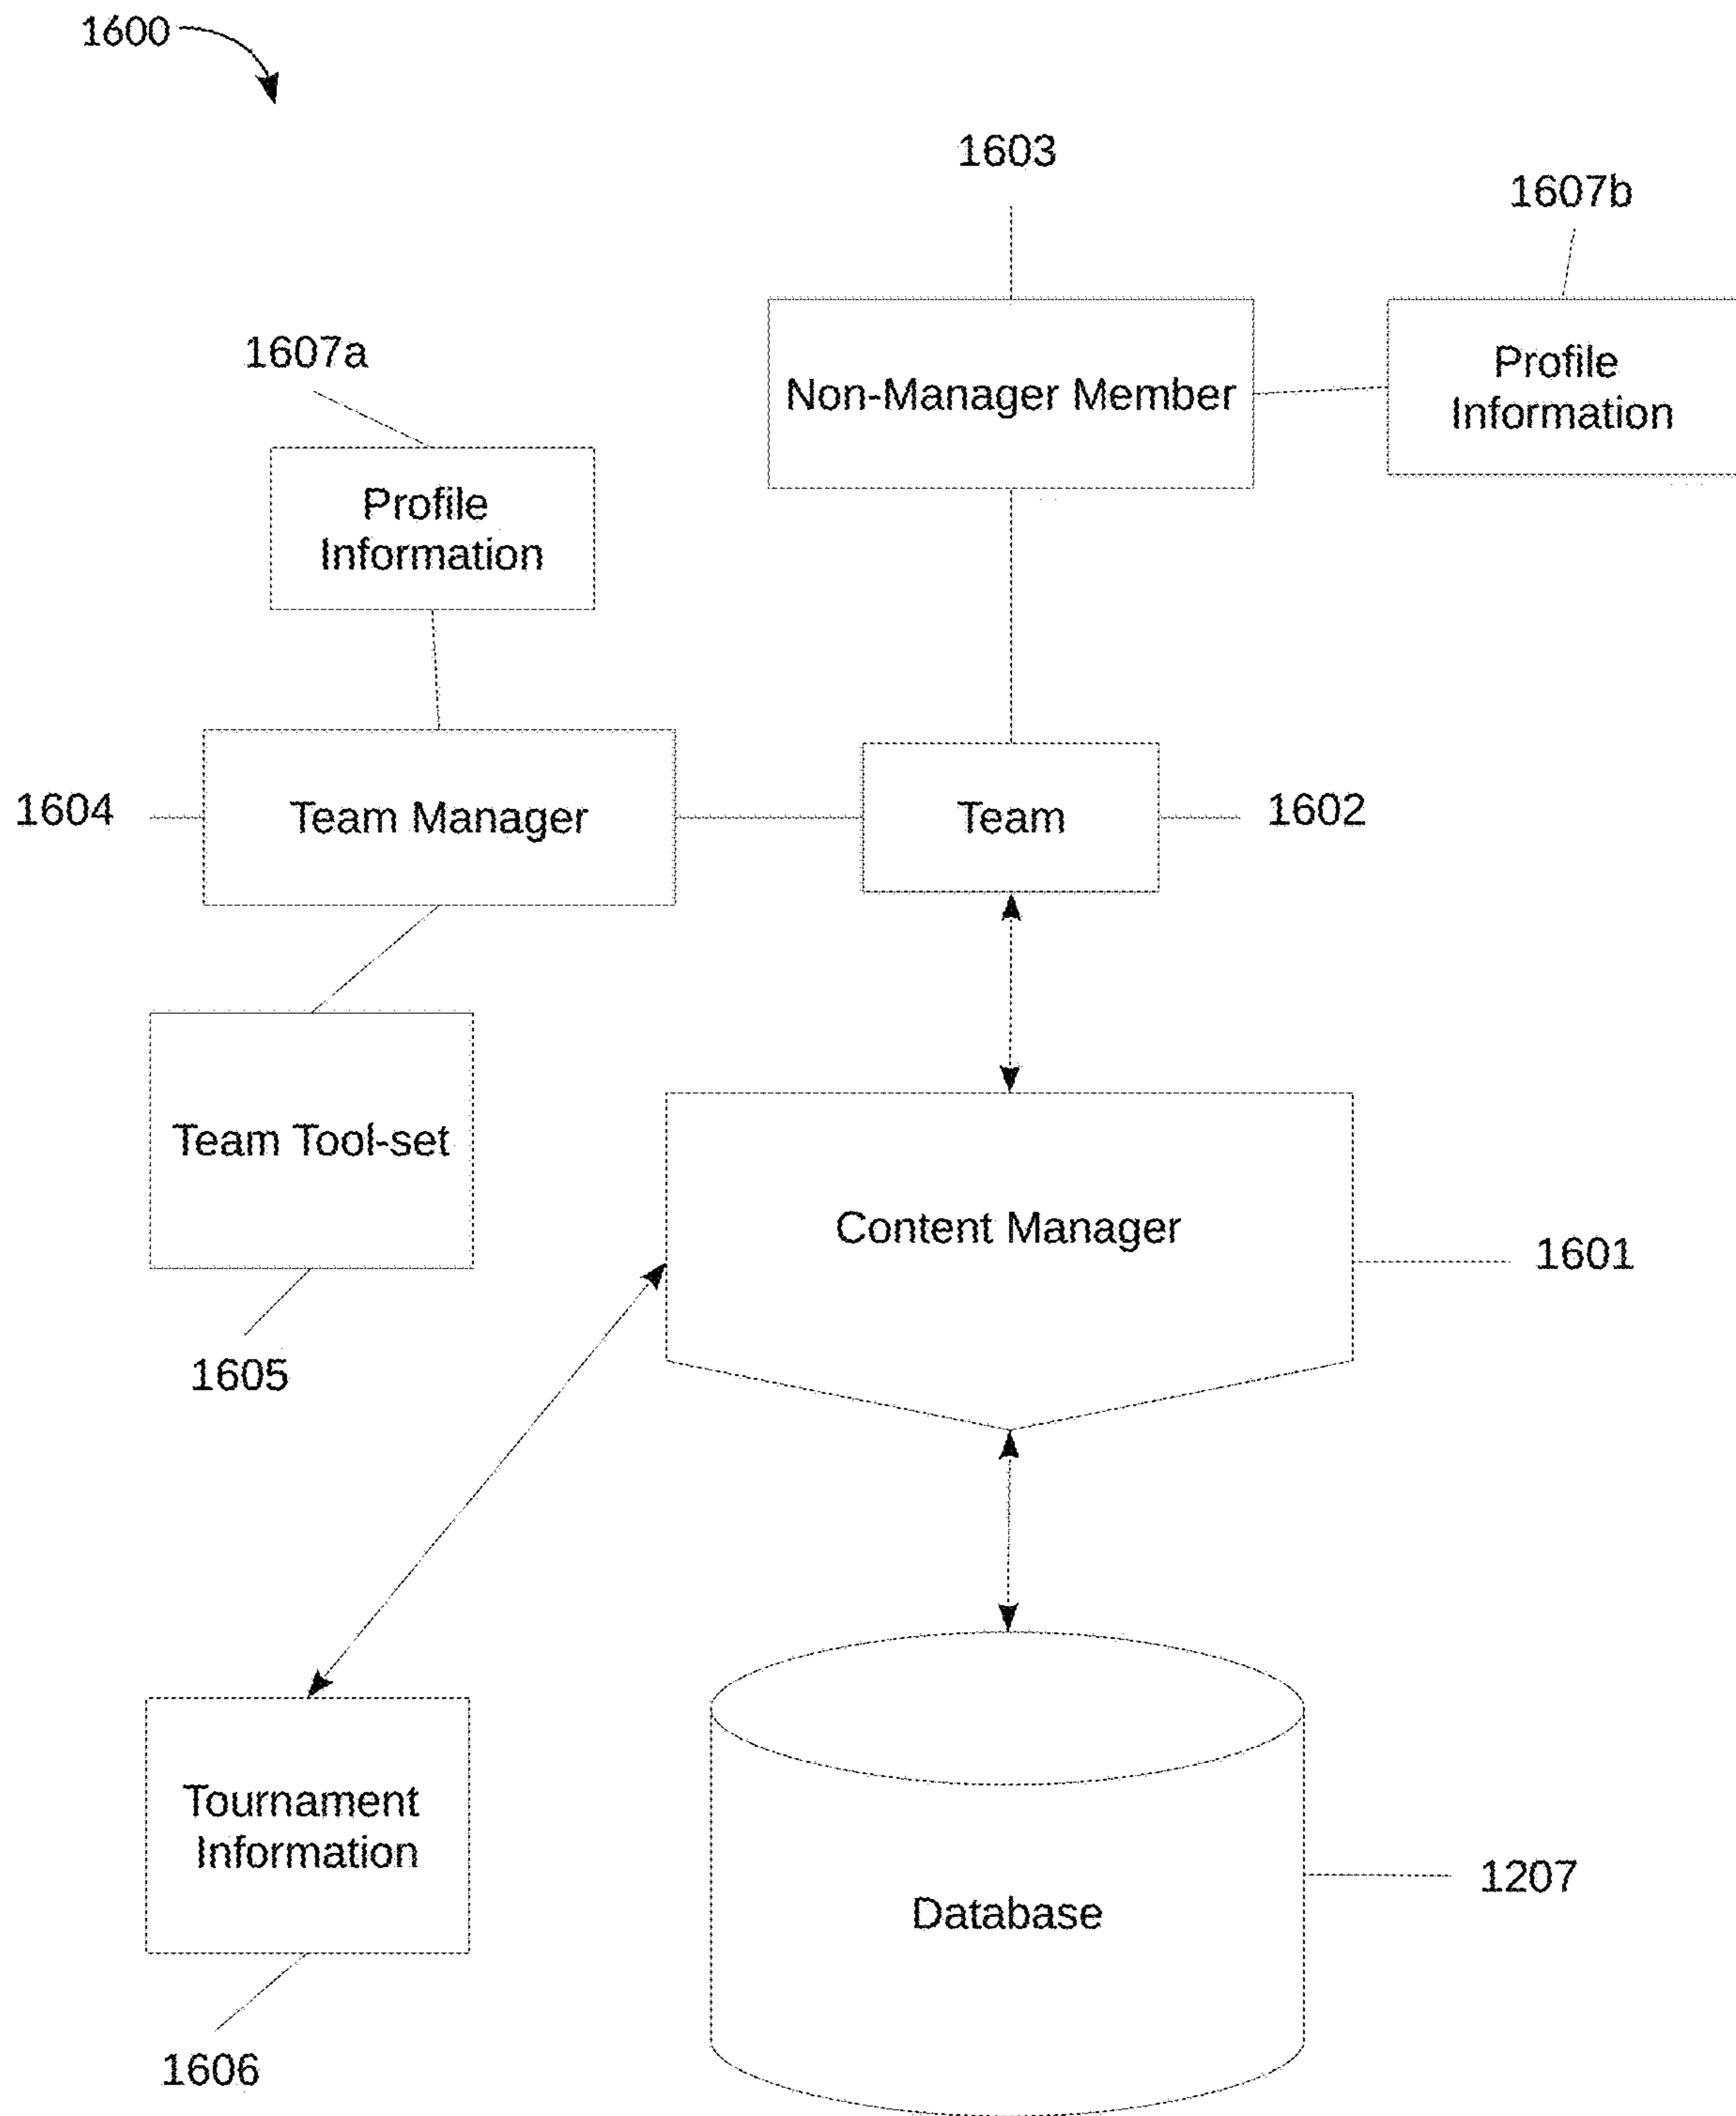 1600
1603
1607b
Non-Manager Member
Profile
Information
1607a
Profile
Information
1604
Team Manager
Team
1602
Team Tool-set
Content Manager
1601
1605
Tournament
Information
Database
1207
1606